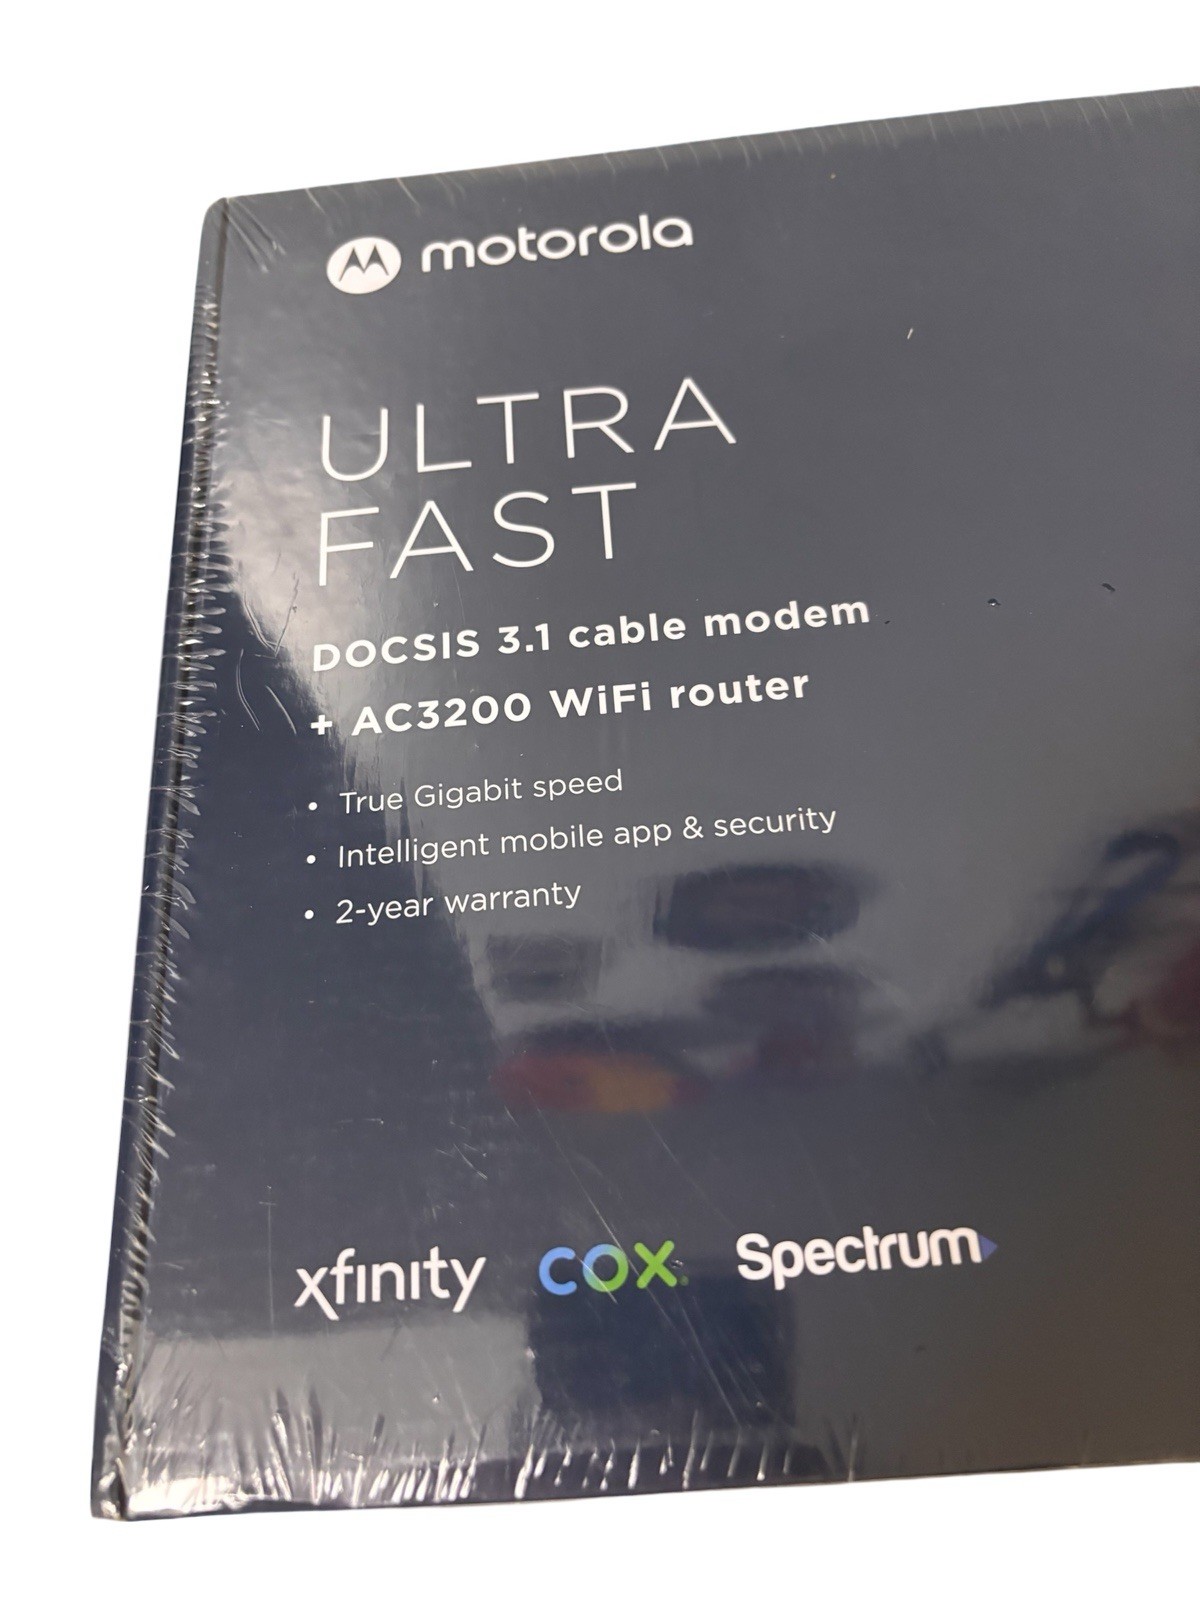 motorola
ULTRA
FAST
DOCSIS 3.1 cable modem
+ AC3200 WiFi router
• True Gigabit speed
• Intelligent mobile app & security
• 2-year warranty
xfinity COX. Spectrum